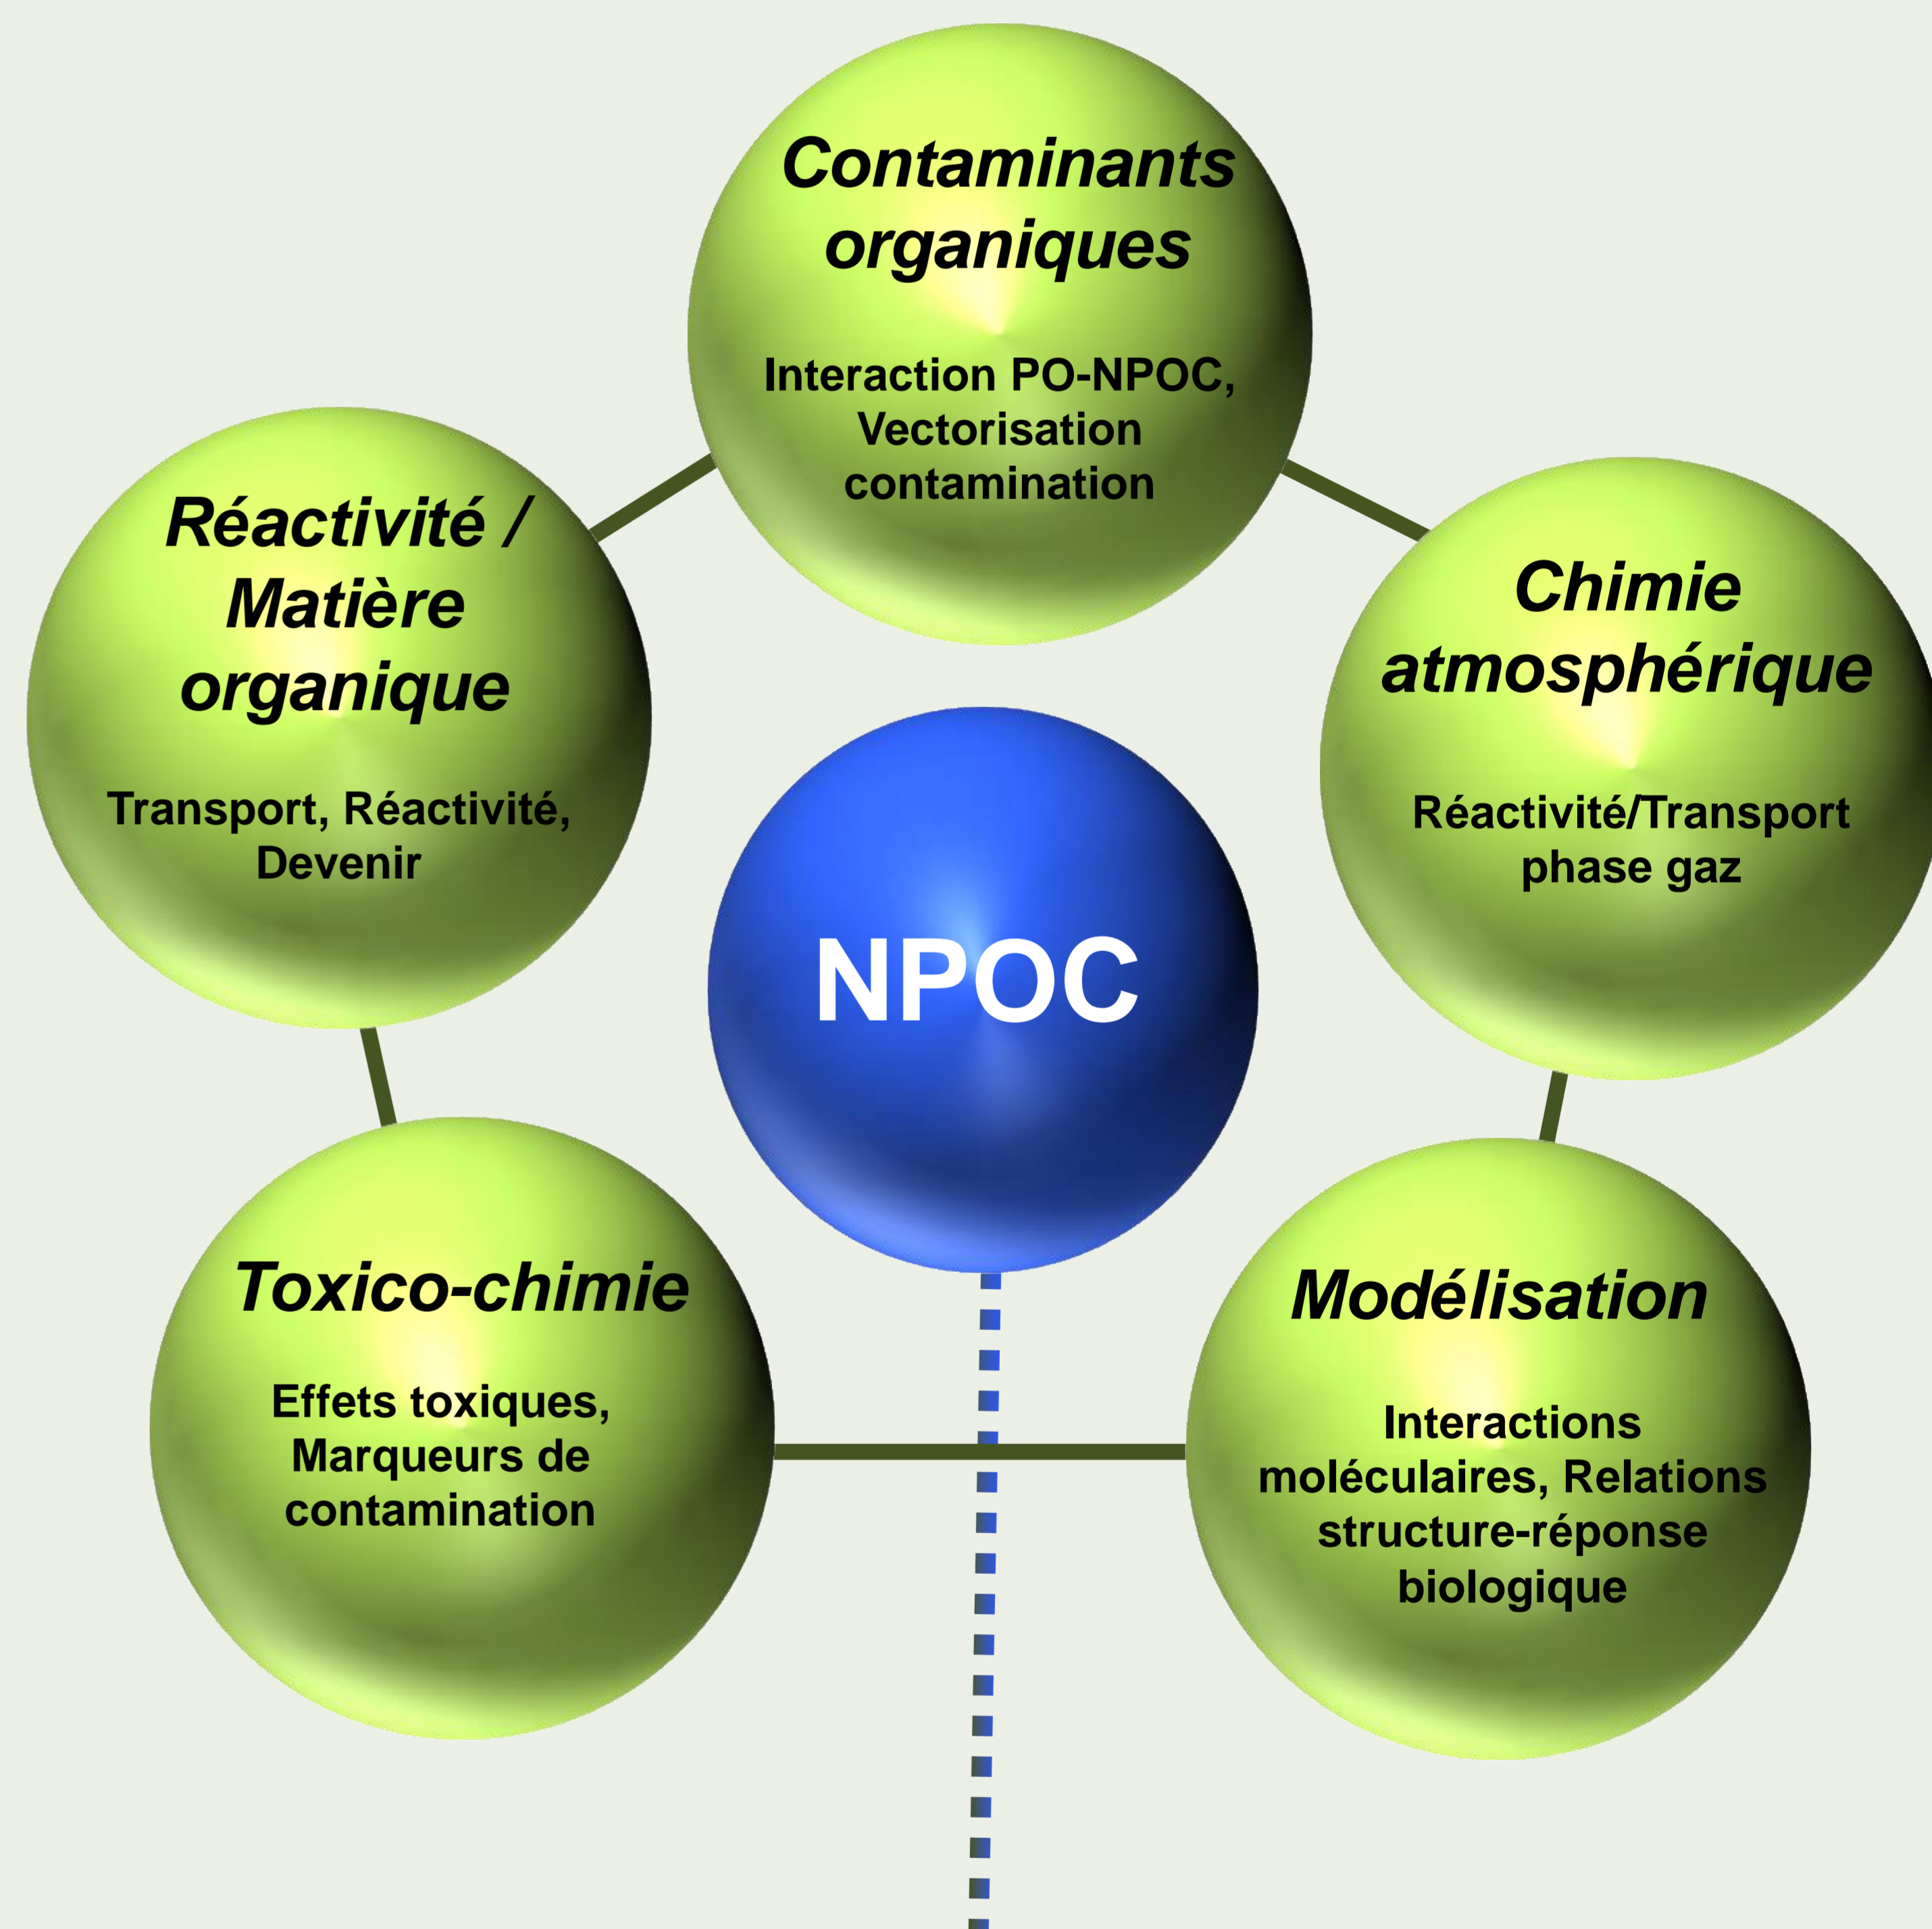 Contaminants
organiques
Interaction PO-NPOC,
Vectorisation
contamination
Réactivité /
Matière
organique
Transport, Réactivité,
Devenir
Chimie
atmosphérique
Réactivité/Transport
phase gaz
NPOC
Toxico-chimie
Effets toxiques,
Marqueurs de
contamination
Modélisation
Interactions
moléculaires, Relations
structure-réponse
biologique